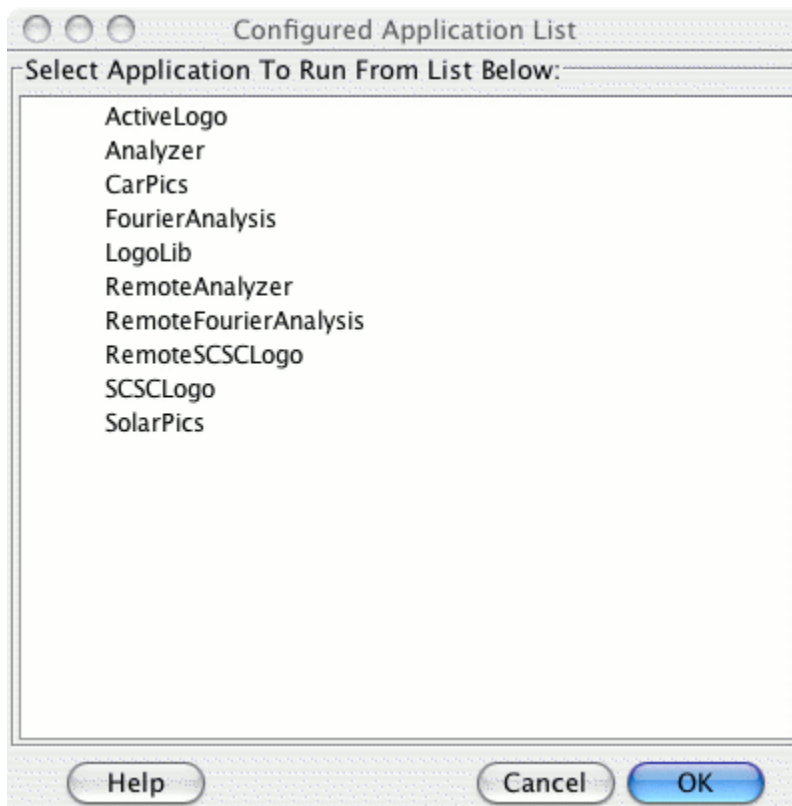 Configured Application List
Select Application To Run From List Below:
ActiveLogo
Analyzer
CarPics
FourierAnalysis
LogoLib
RemoteAnalyzer
RemoteFourierAnalysis
RemoteSCSCLogo
SCSCLogo
SolarPics
Help Cancel OK